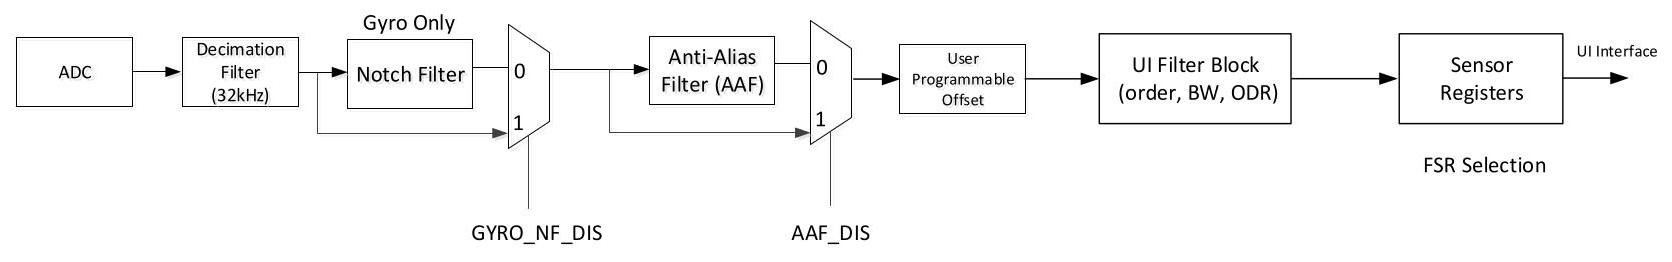 Gyro Only
ADC
Decimation
Filter
(32kHz)
Notch Filter
0
1
GYRO_NF_DIS
Anti-Alias
Filter (AAF)
0
1
AAF_DIS
User
Programmable
Offset
UI Filter Block
(order, BW, ODR)
Sensor
Registers
FSR Selection
UI Interface